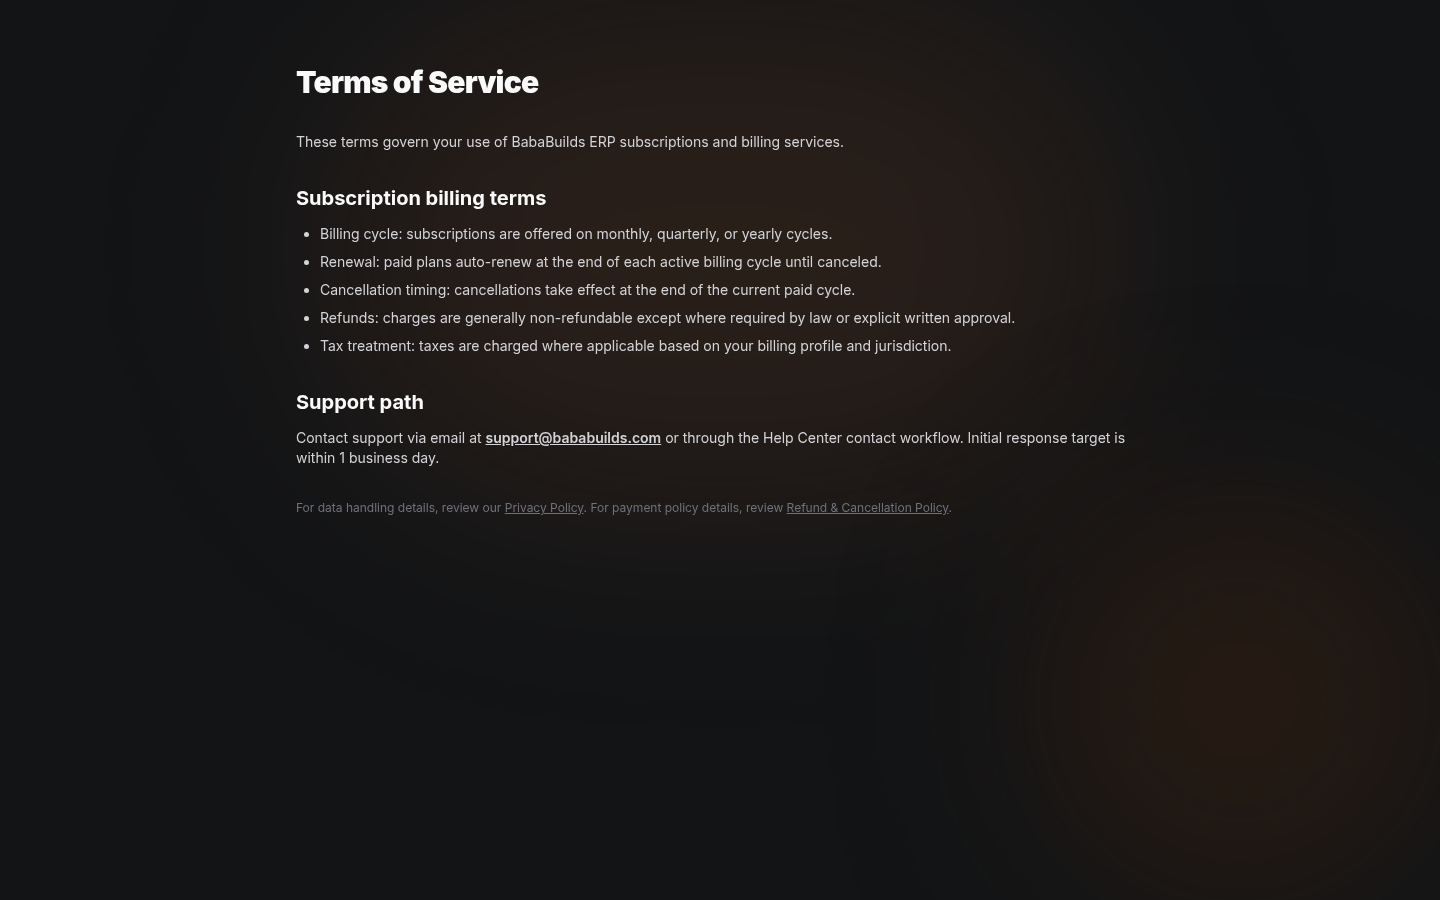 Terms of Service
These terms govern your use of BabaBuilds ERP subscriptions and billing services.
Subscription billing terms
• Billing cycle: subscriptions are offered on monthly, quarterly, or yearly cycles.
• Renewal: paid plans auto-renew at the end of each active billing cycle until canceled.
• Cancellation timing: cancellations take effect at the end of the current paid cycle.
• Refunds: charges are generally non-refundable except where required by law or explicit written approval.
• Tax treatment: taxes are charged where applicable based on your billing profile and jurisdiction.
Support path
Contact support via email at support@bababuilds.com or through the Help Center contact workflow. Initial response target is
within 1 business day.
For data handling details, review our Privacy Policy. For payment policy details, review Refund & Cancellation Policy.